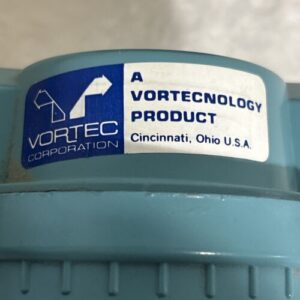 VORTEC
CORPORATION
A
VORTECNOLOGY
PRODUCT
Cincinnati, Ohio U.S.A.